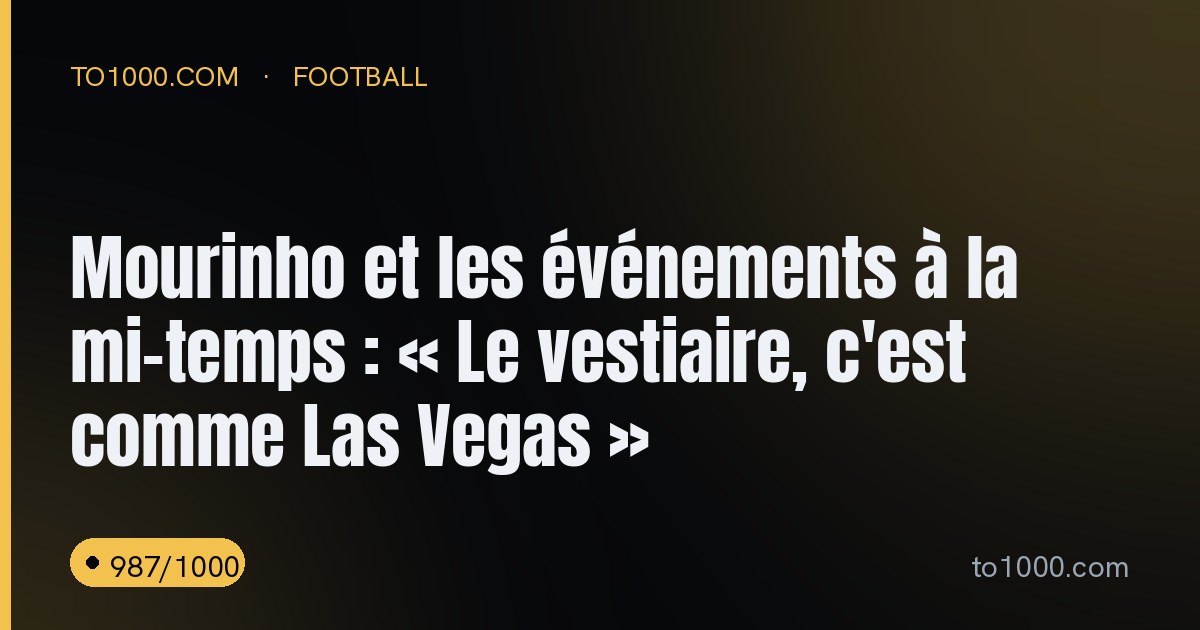 TO1000.COM · FOOTBALL
Mourinho et les événements à la
mi-temps : « Le vestiaire, c'est
comme Las Vegas »
987/1000
to1000.com